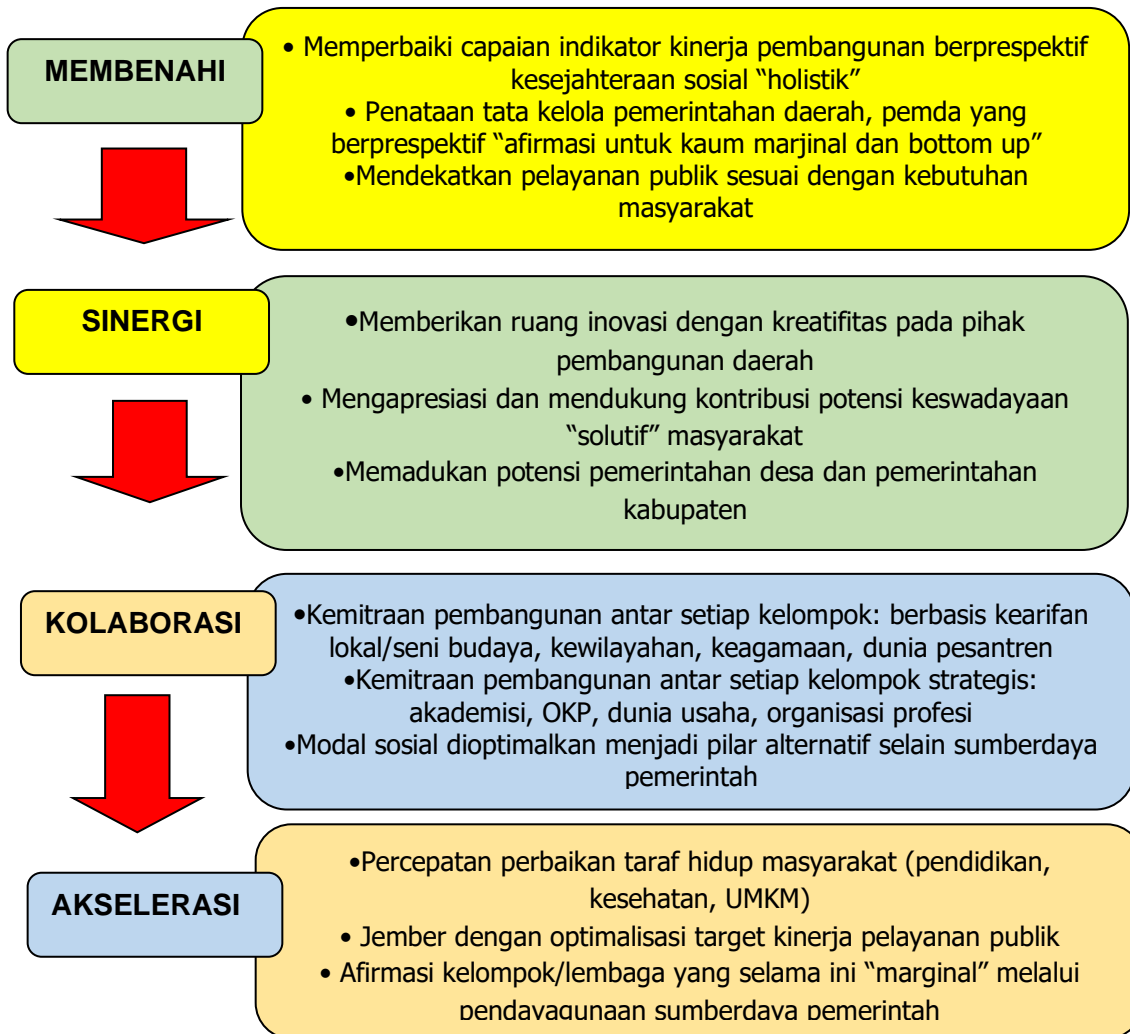 MEMBENAHI
• Memperbaiki capaian indikator kinerja pembangunan berprespektif
kesejahteraan sosial “holistik”
• Penataan tata kelola pemerintahan daerah, pemda yang
berprespektif “afirmasi untuk kaum marjinal dan bottom up”
•Mendekatkan pelayanan publik sesuai dengan kebutuhan
masyarakat
SINERGI
•Memberikan ruang inovasi dengan kreatifitas pada pihak
pembangunan daerah
• Mengapresiasi dan mendukung kontribusi potensi keswadayaan
“solutif” masyarakat
•Memadukan potensi pemerintahan desa dan pemerintahan
kabupaten
KOLABORASI
•Kemitraan pembangunan antar setiap kelompok: berbasis kearifan
lokal/seni budaya, kewilayahan, keagamaan, dunia pesantren
•Kemitraan pembangunan antar setiap kelompok strategis:
akademisi, OKP, dunia usaha, organisasi profesi
•Modal sosial dioptimalkan menjadi pilar alternatif selain sumberdaya
pemerintah
AKSELERASI
•Percepatan perbaikan taraf hidup masyarakat (pendidikan,
kesehatan, UMKM)
• Jember dengan optimalisasi target kinerja pelayanan publik
• Afirmasi kelompok/lembaga yang selama ini “marginal” melalui
pendayagunaan sumberdaya pemerintah